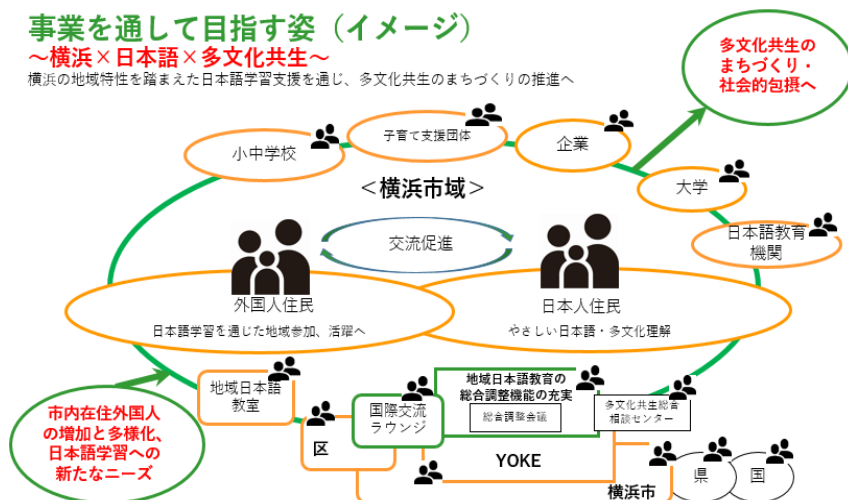 事業を通して目指す姿（イメージ）
～横浜×日本語×多文化共生～
横浜の地域特性を踏まえた日本語学習支援を通じ、多文化共生のまちづくりの推進へ
多文化共生の
まちづくり・
社会的包摂へ
小中学校
子育て支援団体
企業
大学
日本語教育
機関
＜横浜市域＞
交流促進
外国人住民
日本語学習を通じた地域参加、活躍へ
日本人住民
やさしい日本語・多文化理解
市内在住外国人
の増加と多様化、
日本語学習への
新たなニーズ
地域日本語
教室
区
国際交流
ラウンジ
地域日本語教育の
総合調整機能の充実
総合調整会議
多文化共生総合
相談センター
YOKE
横浜市
県
国